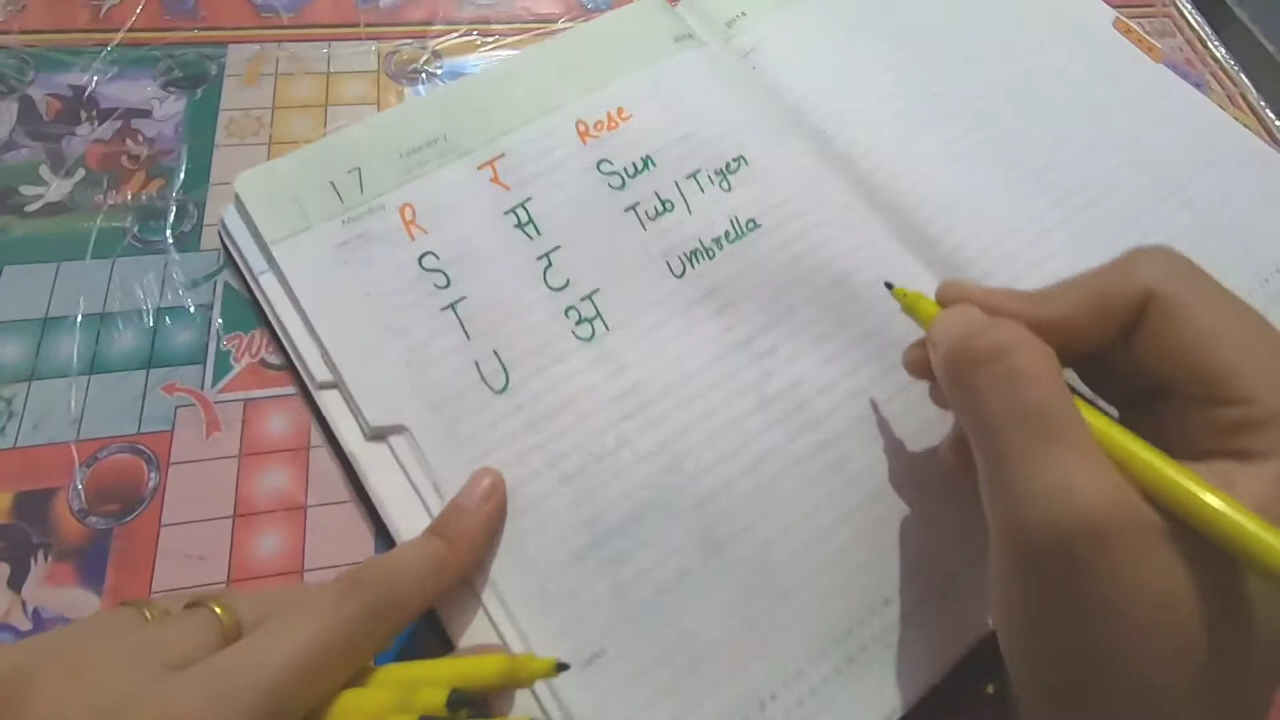 17
R र Rose
S स Sun
T ट Tub/Tiger
U अ Umbrella